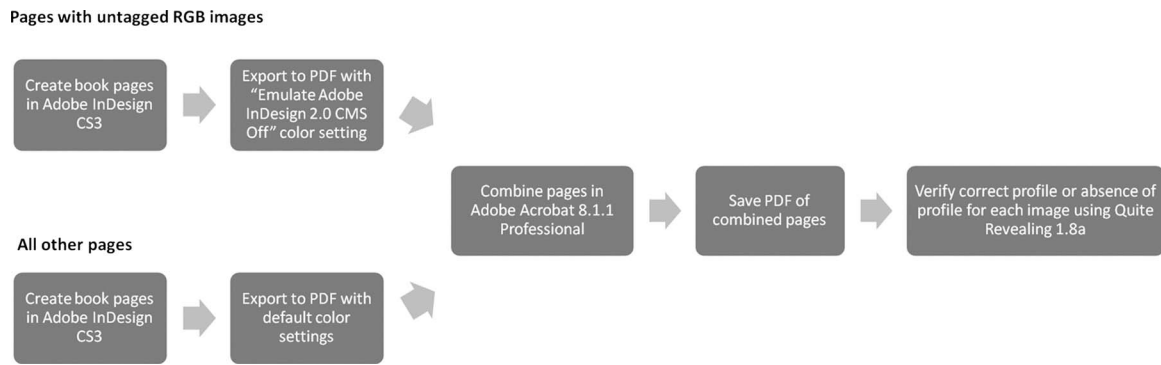 Pages with untagged RGB images
Create book pages
in Adobe InDesign
CS3
Export to PDF with
“Emulate Adobe
InDesign 2.0 CMS
Off” color setting
Combine pages in
Adobe Acrobat 8.1.1
Professional
Save PDF of
combined pages
Verify correct profile or absence of
profile for each image using Quite
Revealing 1.8a
All other pages
Create book pages
in Adobe InDesign
CS3
Export to PDF with
default color
settings